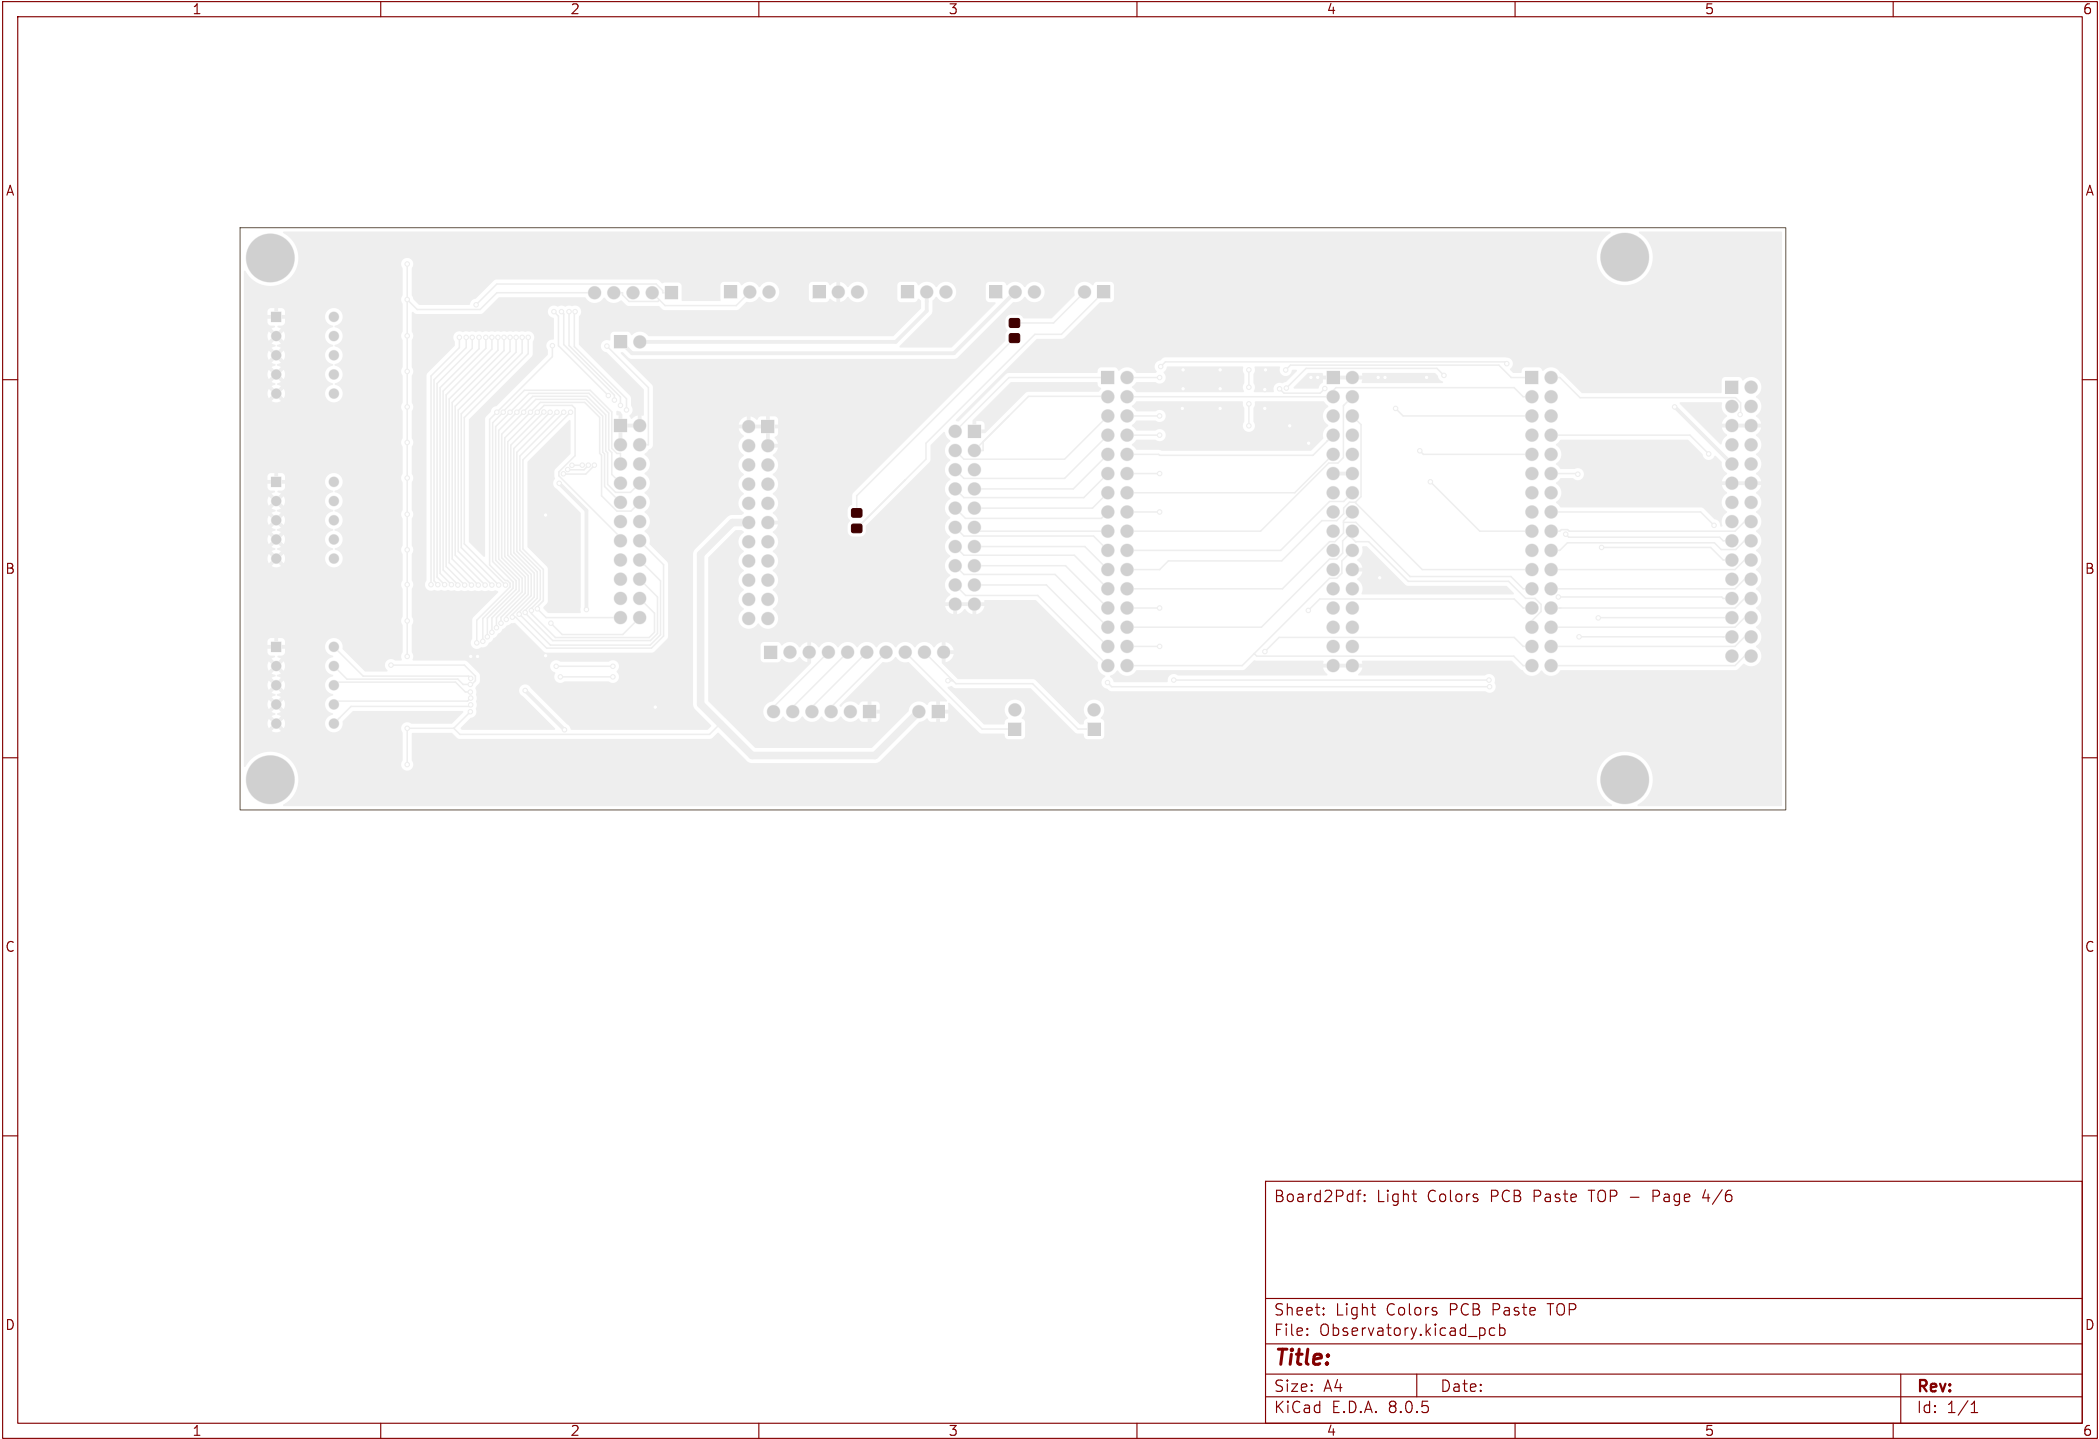 1 2 3 4 5 6
A A
B B
C C
D D
Board2Pdf: Light Colors PCB Paste TOP - Page 4/6
Sheet: Light Colors PCB Paste TOP
File: Observatory.kicad_pcb
Title:
Size: A4 Date: Rev:
KiCad E.D.A. 8.0.5 Id: 1/1
1 2 3 4 5 6